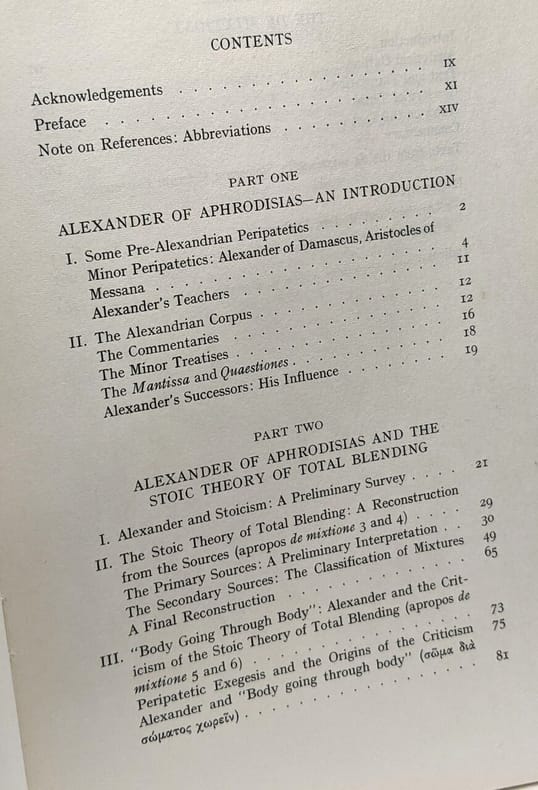 CONTENTS
Acknowledgements . . . . . . . . . . . . . . IX
Preface . . . . . . . . . . . . . . . . . XI
Note on References: Abbreviations . . . . . . . . XIV
PART ONE
ALEXANDER OF APHRODISIAS—AN INTRODUCTION
I. Some Pre-Alexandrian Peripatetics . . . . . . . . 2
Minor Peripatetics: Alexander of Damascus, Aristocles of
Messana . . . . . . . . . . . . . . . . 4
Alexander's Teachers . . . . . . . . . . . . 11
II. The Alexandrian Corpus . . . . . . . . . . . 12
The Commentaries . . . . . . . . . . . . . 12
The Minor Treatises . . . . . . . . . . . . 16
The Mantissa and Quaestiones . . . . . . . . . 18
Alexander's Successors: His Influence . . . . . . 19
PART TWO
ALEXANDER OF APHRODISIAS AND THE
STOIC THEORY OF TOTAL BLENDING
I. Alexander and Stoicism: A Preliminary Survey . . . . 21
II. The Stoic Theory of Total Blending: A Reconstruction
from the Sources (apropos de mixtione 3 and 4) . . . . 29
The Primary Sources: A Preliminary Interpretation . . 30
The Secondary Sources: The Classification of Mixtures 49
A Final Reconstruction . . . . . . . . . . . 65
III. "Body Going Through Body": Alexander and the Crit-
icism of the Stoic Theory of Total Blending (apropos de
mixtione 5 and 6) . . . . . . . . . . . . . 73
Peripatetic Exegesis and the Origins of the Criticism 75
Alexander and "Body going through body" (σῶμα διὰ
σώματος χωρεῖν) . . . . . . . . . . . . . 81